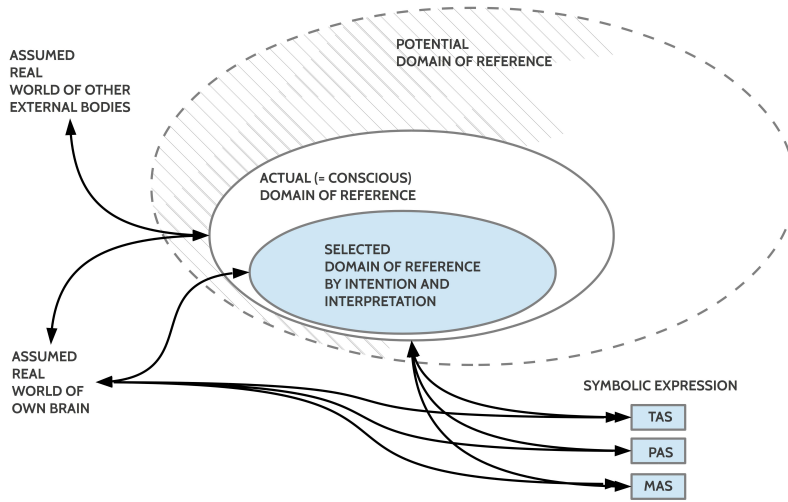 POTENTIAL
DOMAIN OF REFERENCE
ASSUMED
REAL
WORLD OF OTHER
EXTERNAL BODIES
ACTUAL (= CONSCIOUS)
DOMAIN OF REFERENCE
SELECTED
DOMAIN OF REFERENCE
BY INTENTION AND
INTERPRETATION
ASSUMED
REAL
WORLD OF
OWN BRAIN
SYMBOLIC EXPRESSION
TAS
PAS
MAS